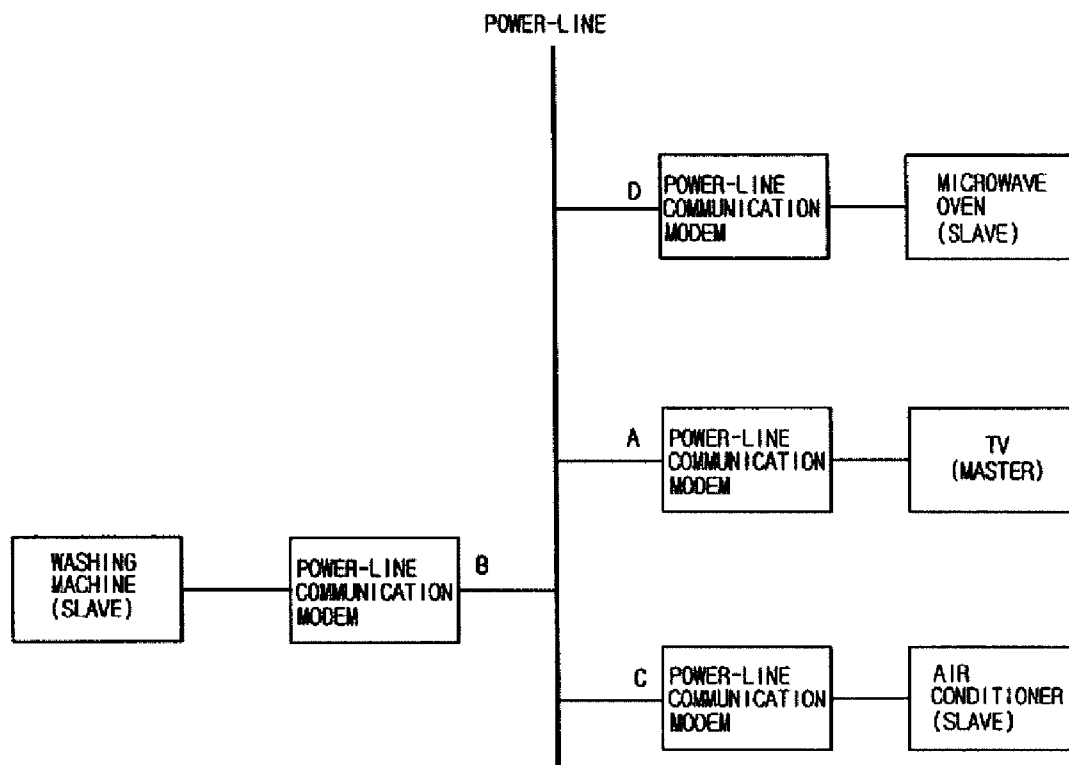 POWER-LINE
D
POWER-LINE
COMMUNICATION
MODEM
MICROWAVE
OVEN
(SLAVE)
A
POWER-LINE
COMMUNICATION
MODEM
TV
(MASTER)
WASHING
MACHINE
(SLAVE)
POWER-LINE
COMMUNICATION
MODEM
B
C
POWER-LINE
COMMUNICATION
MODEM
AIR
CONDITIONER
(SLAVE)